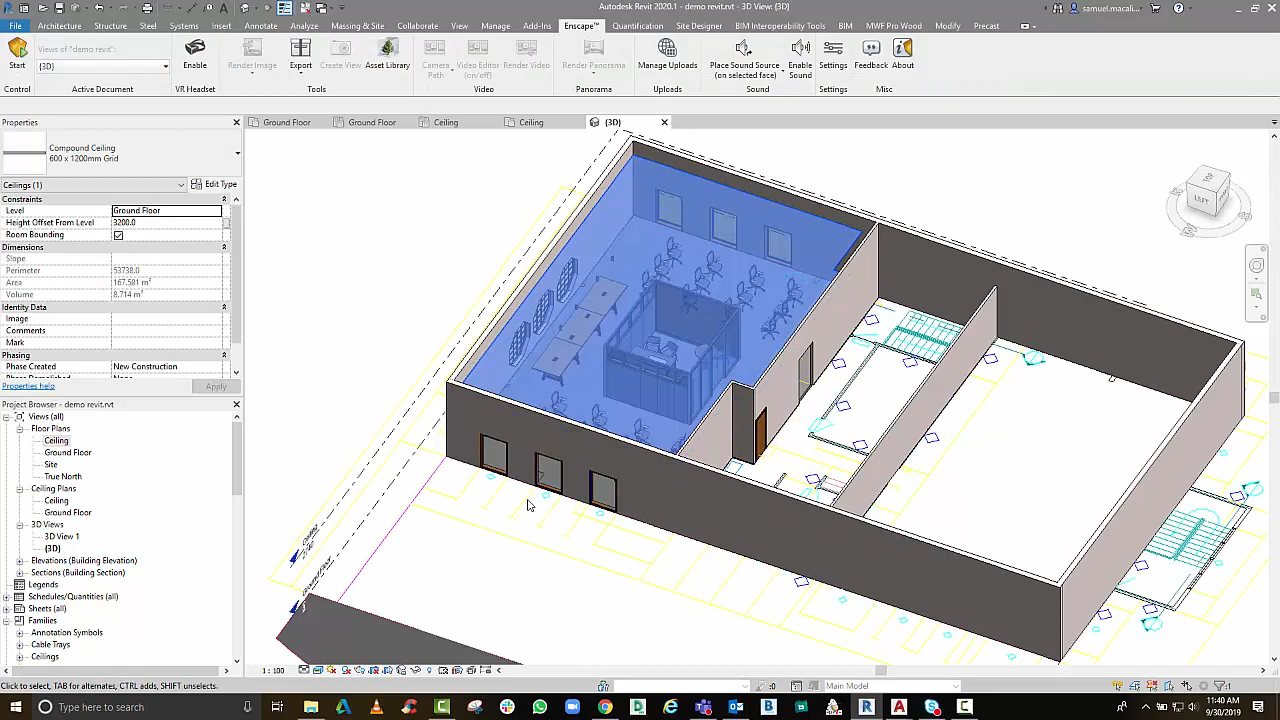 Autodesk Revit 2020.1 - demo revit.rvt - 3D View: {3D}
samuel.macali...
File Architecture Structure Steel Systems Insert Annotate Analyze Massing & Site Collaborate View Manage Add-Ins Enscape™ Quantification Site Designer BIM Interoperability Tools BIM MWF Pro Wood Modify Precast
Start
Views of "demo revit":
{3D}
Enable
Render Image
Export
Create View
Asset Library
Camera Path
Video Editor (on/off)
Render Video
Render Panorama
Manage Uploads
Place Sound Source (on selected face)
Enable Sound
Settings
Feedback
About
Control Active Document VR Headset Tools Video Panorama Uploads Sound Settings Misc
Properties
Ground Floor Ground Floor Ceiling Ceiling {3D}
Compound Ceiling
600 x 1200mm Grid
Ceilings (1) Edit Type
Constraints
Level Ground Floor
Height Offset From Level 3200.0
Room Bounding
Dimensions
Slope
Perimeter 53738.0
Area 167.581 m²
Volume 8.714 m³
Identity Data
Image
Comments
Mark
Phasing
Phase Created New Construction
Properties help Apply
Project Browser - demo revit.rvt
Views (all)
Floor Plans
Ceiling
Ground Floor
Site
True North
Ceiling Plans
Ceiling
Ground Floor
3D Views
3D View 1
{3D}
Elevations (Building Elevation)
Sections (Building Section)
Legends
Schedules/Quantities (all)
Sheets (all)
Families
Annotation Symbols
Cable Trays
Ceilings
LEFT
1 : 100
Click to select, TAB for alternates, CTRL adds, SHIFT unselects.
:0
Main Model
:1
Type here to search
11:40 AM
9/30/2019